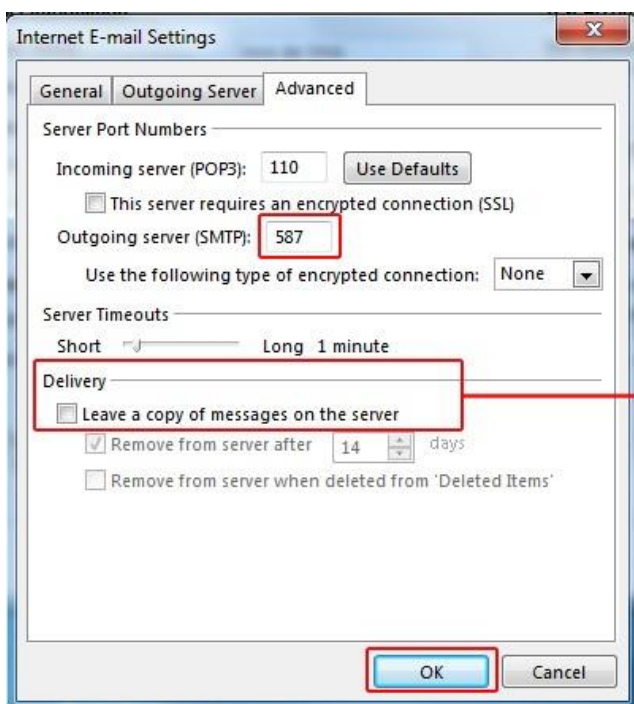 Internet E-mail Settings
X
General Outgoing Server Advanced
Server Port Numbers
Incoming server (POP3): 110 Use Defaults
This server requires an encrypted connection (SSL)
Outgoing server (SMTP): 587
Use the following type of encrypted connection: None
Server Timeouts
Short Long 1 minute
Delivery
Leave a copy of messages on the server
Remove from server after 14 days
Remove from server when deleted from 'Deleted Items'
OK Cancel